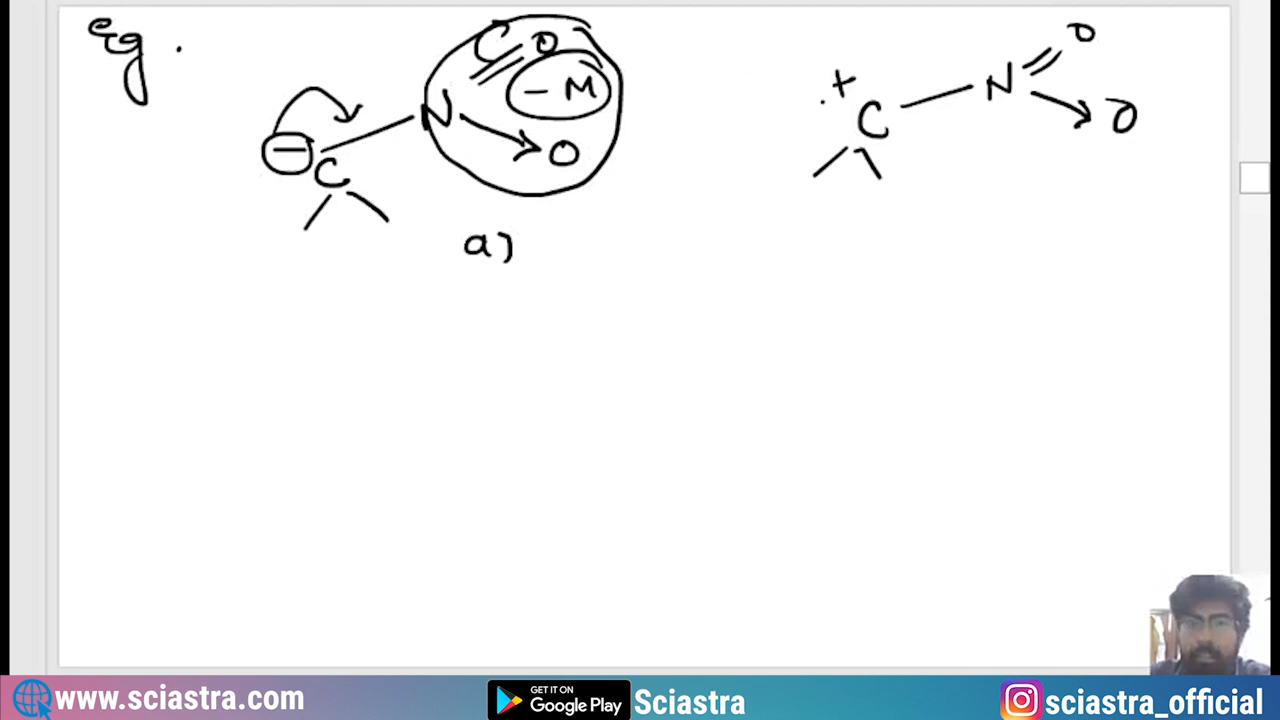 Eg.
O
- M
N
O
- C
a)
O
+
N
C
O
www.sciastra.com
GET IT ON
Google Play
Sciastra
sciastra_official